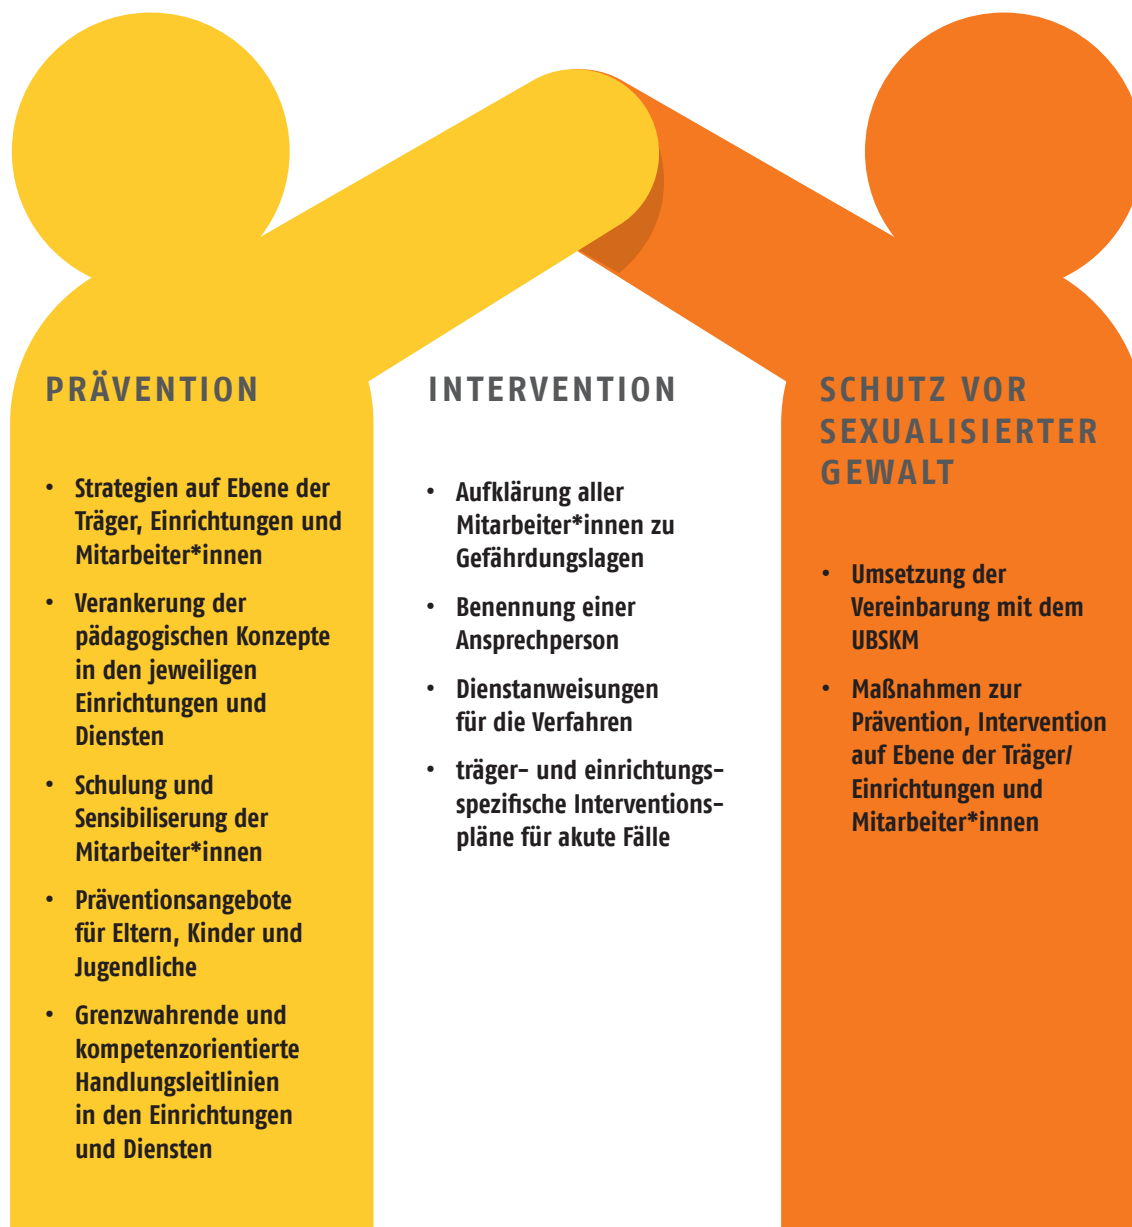 PRÄVENTION
• Strategien auf Ebene der
Träger, Einrichtungen und
Mitarbeiter*innen
• Verankerung der
pädagogischen Konzepte
in den jeweiligen
Einrichtungen und
Diensten
• Schulung und
Sensibiliserung der
Mitarbeiter*innen
• Präventionsangebote
für Eltern, Kinder und
Jugendliche
• Grenzwahrende und
kompetenzorientierte
Handlungsleitlinien
in den Einrichtungen
und Diensten
INTERVENTION
• Aufklärung aller
Mitarbeiter*innen zu
Gefährdungslagen
• Benennung einer
Ansprechperson
• Dienstanweisungen
für die Verfahren
• träger- und einrichtungs-
spezifische Interventions-
pläne für akute Fälle
SCHUTZ VOR
SEXUALISIERTER
GEWALT
• Umsetzung der
Vereinbarung mit dem
UBSKM
• Maßnahmen zur
Prävention, Intervention
auf Ebene der Träger/
Einrichtungen und
Mitarbeiter*innen